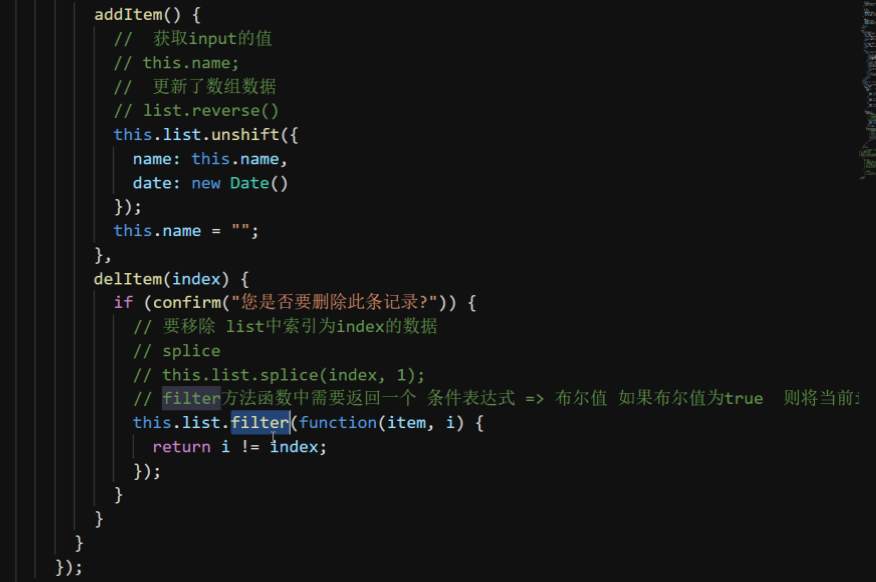 addItem() {
//  获取input的值
// this.name;
//  更新了数组数据
// list.reverse()
this.list.unshift({
name: this.name,
date: new Date()
});
this.name = "";
},
delItem(index) {
if (confirm("您是否要删除此条记录?")) {
// 要移除 list中索引为index的数据
// splice
// this.list.splice(index, 1);
// filter方法函数中需要返回一个 条件表达式 => 布尔值 如果布尔值为true  则将当前
this.list.filter(function(item, i) {
return i != index;
});
}
}
}
});